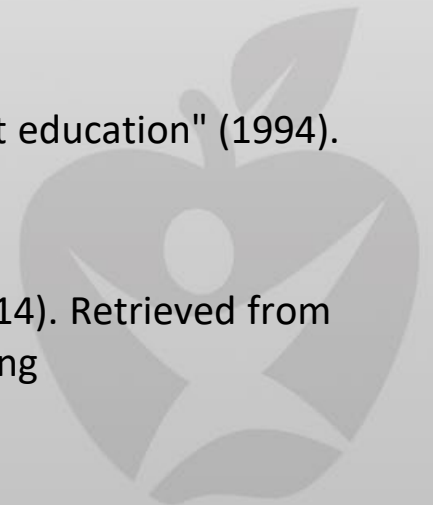 t education" (1994).
14). Retrieved from
ng